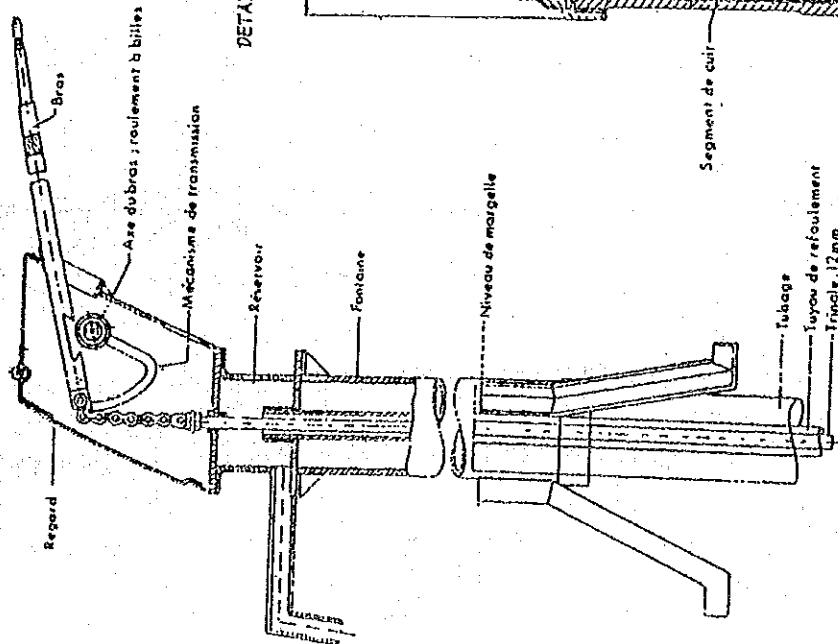 Bras
DÉTA
Axe du bras ; roulement à billes
Mécanisme de transmission
Regard
Réservoir
Fontaine
Segment de cuir
Niveau de margelle
Tubage
Tuyau de refoulement
Tringle, 12 mm